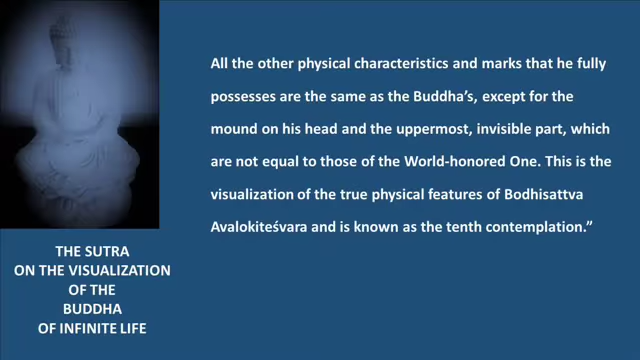 All the other physical characteristics and marks that he fully
possesses are the same as the Buddha’s, except for the
mound on his head and the uppermost, invisible part, which
are not equal to those of the World-honored One. This is the
visualization of the true physical features of Bodhisattva
Avalokiteśvara and is known as the tenth contemplation.”
THE SUTRA
ON THE VISUALIZATION
OF THE
BUDDHA
OF INFINITE LIFE